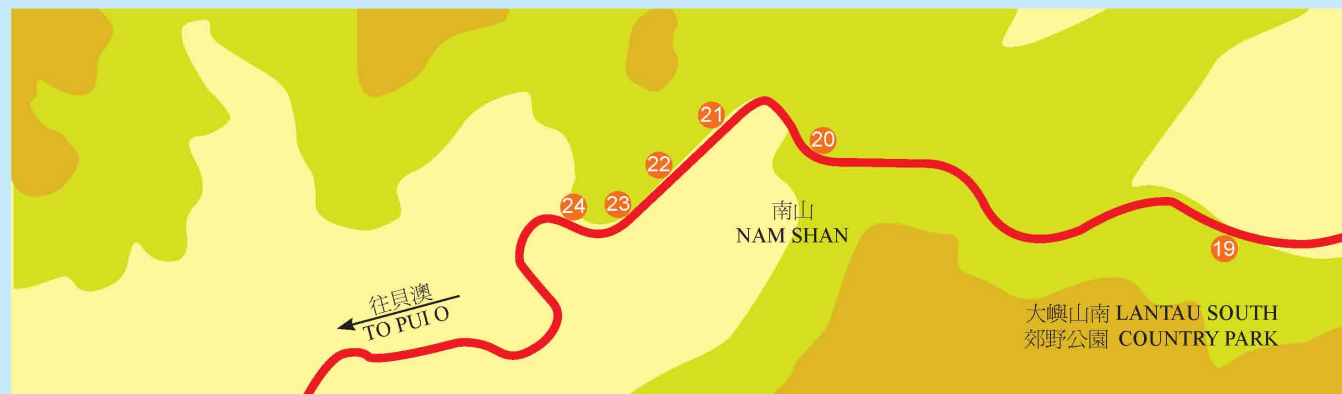 21
20
22
24
23
南山
NAM SHAN
19
往貝澳
TO PUI O
大嶼山南 LANTAU SOUTH
郊野公園 COUNTRY PARK